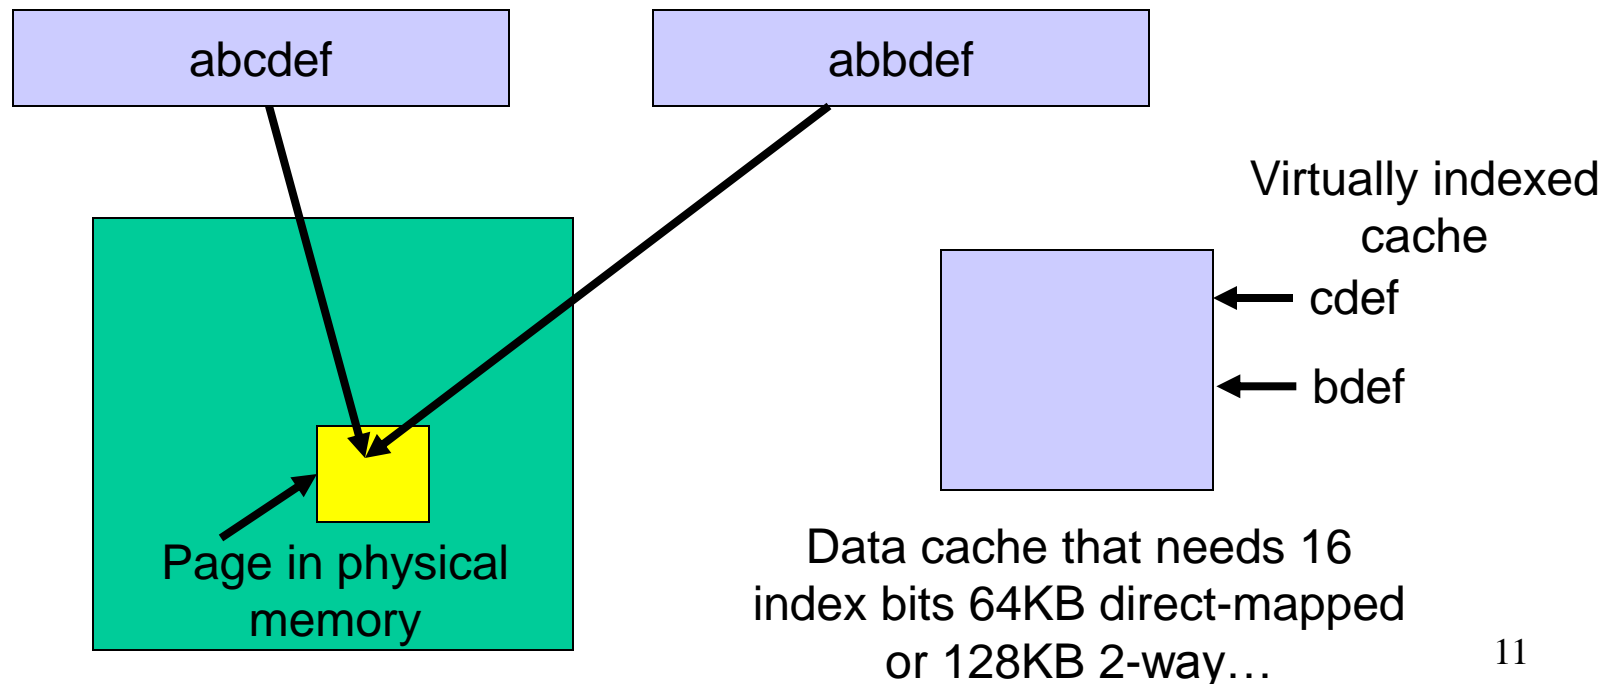 abcdef
abbdef
Virtually indexed
cache
cdef
bdef
Page in physical
memory
Data cache that needs 16
index bits 64KB direct-mapped
or 128KB 2-way…
11